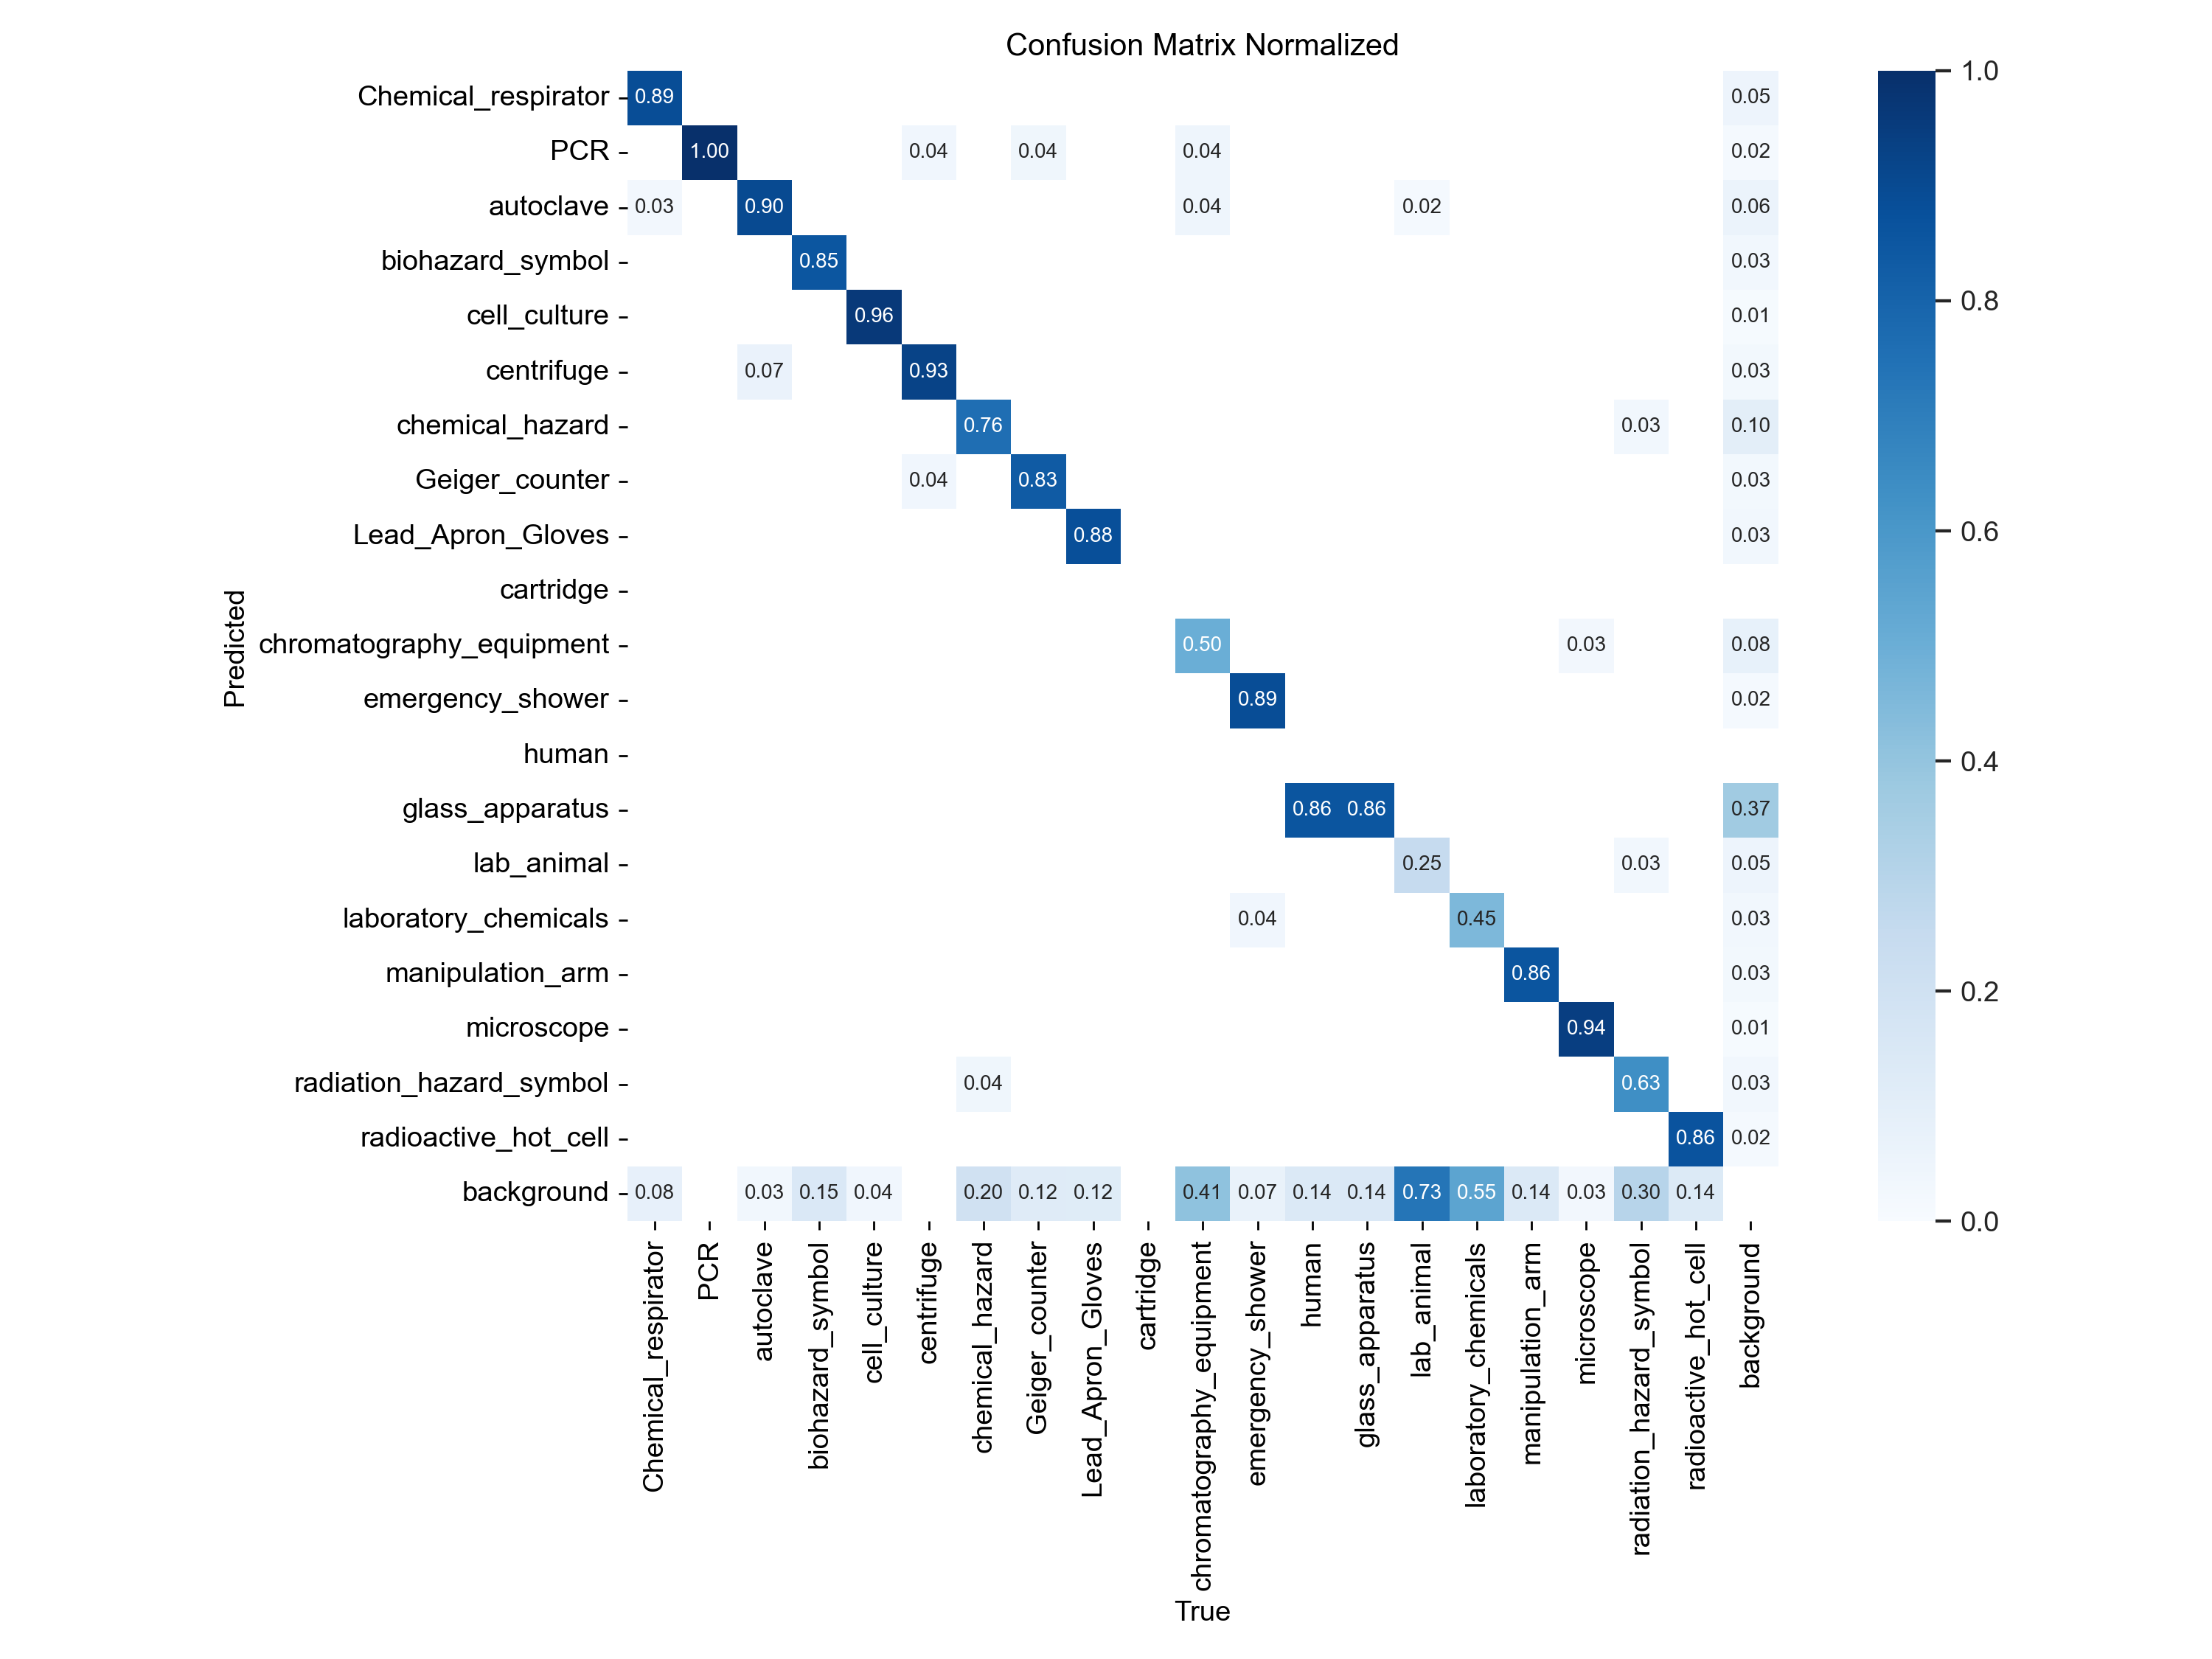 Confusion Matrix Normalized
Chemical_respirator 0.89 0.05
PCR 1.00 0.04 0.04 0.04 0.02
autoclave 0.03 0.90 0.04 0.02 0.06
biohazard_symbol 0.85 0.03
cell_culture 0.96 0.01
centrifuge 0.07 0.93 0.03
chemical_hazard 0.76 0.03 0.10
Geiger_counter 0.04 0.83 0.03
Lead_Apron_Gloves 0.88 0.03
cartridge
chromatography_equipment 0.50 0.03 0.08
emergency_shower 0.89 0.02
human
glass_apparatus 0.86 0.86 0.37
lab_animal 0.25 0.03 0.05
laboratory_chemicals 0.04 0.45 0.03
manipulation_arm 0.86 0.03
microscope 0.94 0.01
radiation_hazard_symbol 0.04 0.63 0.03
radioactive_hot_cell 0.86 0.02
background 0.08 0.03 0.15 0.04 0.20 0.12 0.12 0.41 0.07 0.14 0.14 0.73 0.55 0.14 0.03 0.30 0.14
Predicted
Chemical_respirator
PCR
autoclave
biohazard_symbol
cell_culture
centrifuge
chemical_hazard
Geiger_counter
Lead_Apron_Gloves
cartridge
chromatography_equipment
emergency_shower
human
glass_apparatus
lab_animal
laboratory_chemicals
manipulation_arm
microscope
radiation_hazard_symbol
radioactive_hot_cell
background
True
1.0
0.8
0.6
0.4
0.2
0.0